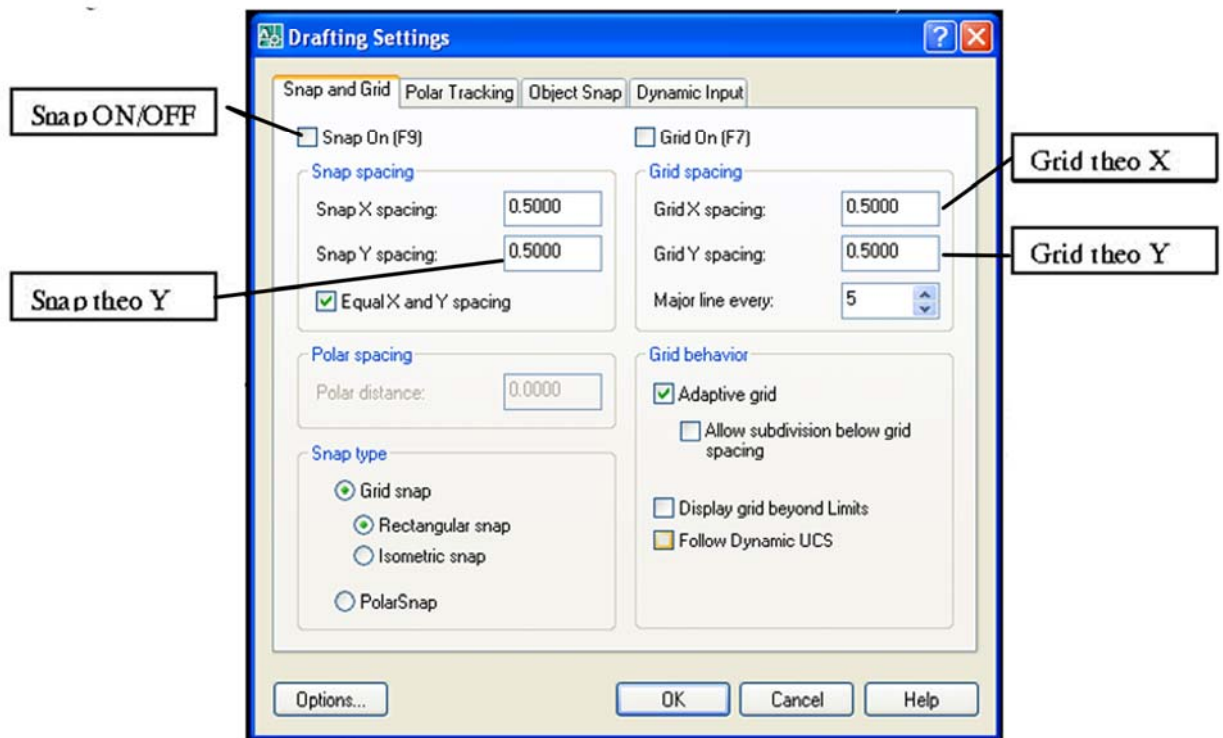 Drafting Settings
Snap and Grid Polar Tracking Object Snap Dynamic Input
Snap ON/OFF
Snap On (F9)
Grid On (F7)
Snap spacing
Snap X spacing: 0.5000
Snap Y spacing: 0.5000
Equal X and Y spacing
Snap theo Y
Grid spacing
Grid X spacing: 0.5000
Grid Y spacing: 0.5000
Major line every: 5
Grid theo X
Grid theo Y
Polar spacing
Polar distance: 0.0000
Snap type
Grid snap
Rectangular snap
Isometric snap
PolarSnap
Grid behavior
Adaptive grid
Allow subdivision below grid
spacing
Display grid beyond Limits
Follow Dynamic UCS
Options... OK Cancel Help